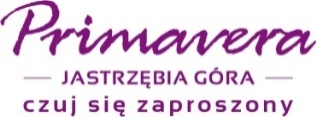 Primavera
JASTRZĘBIA GÓRA
czuj się zaproszony